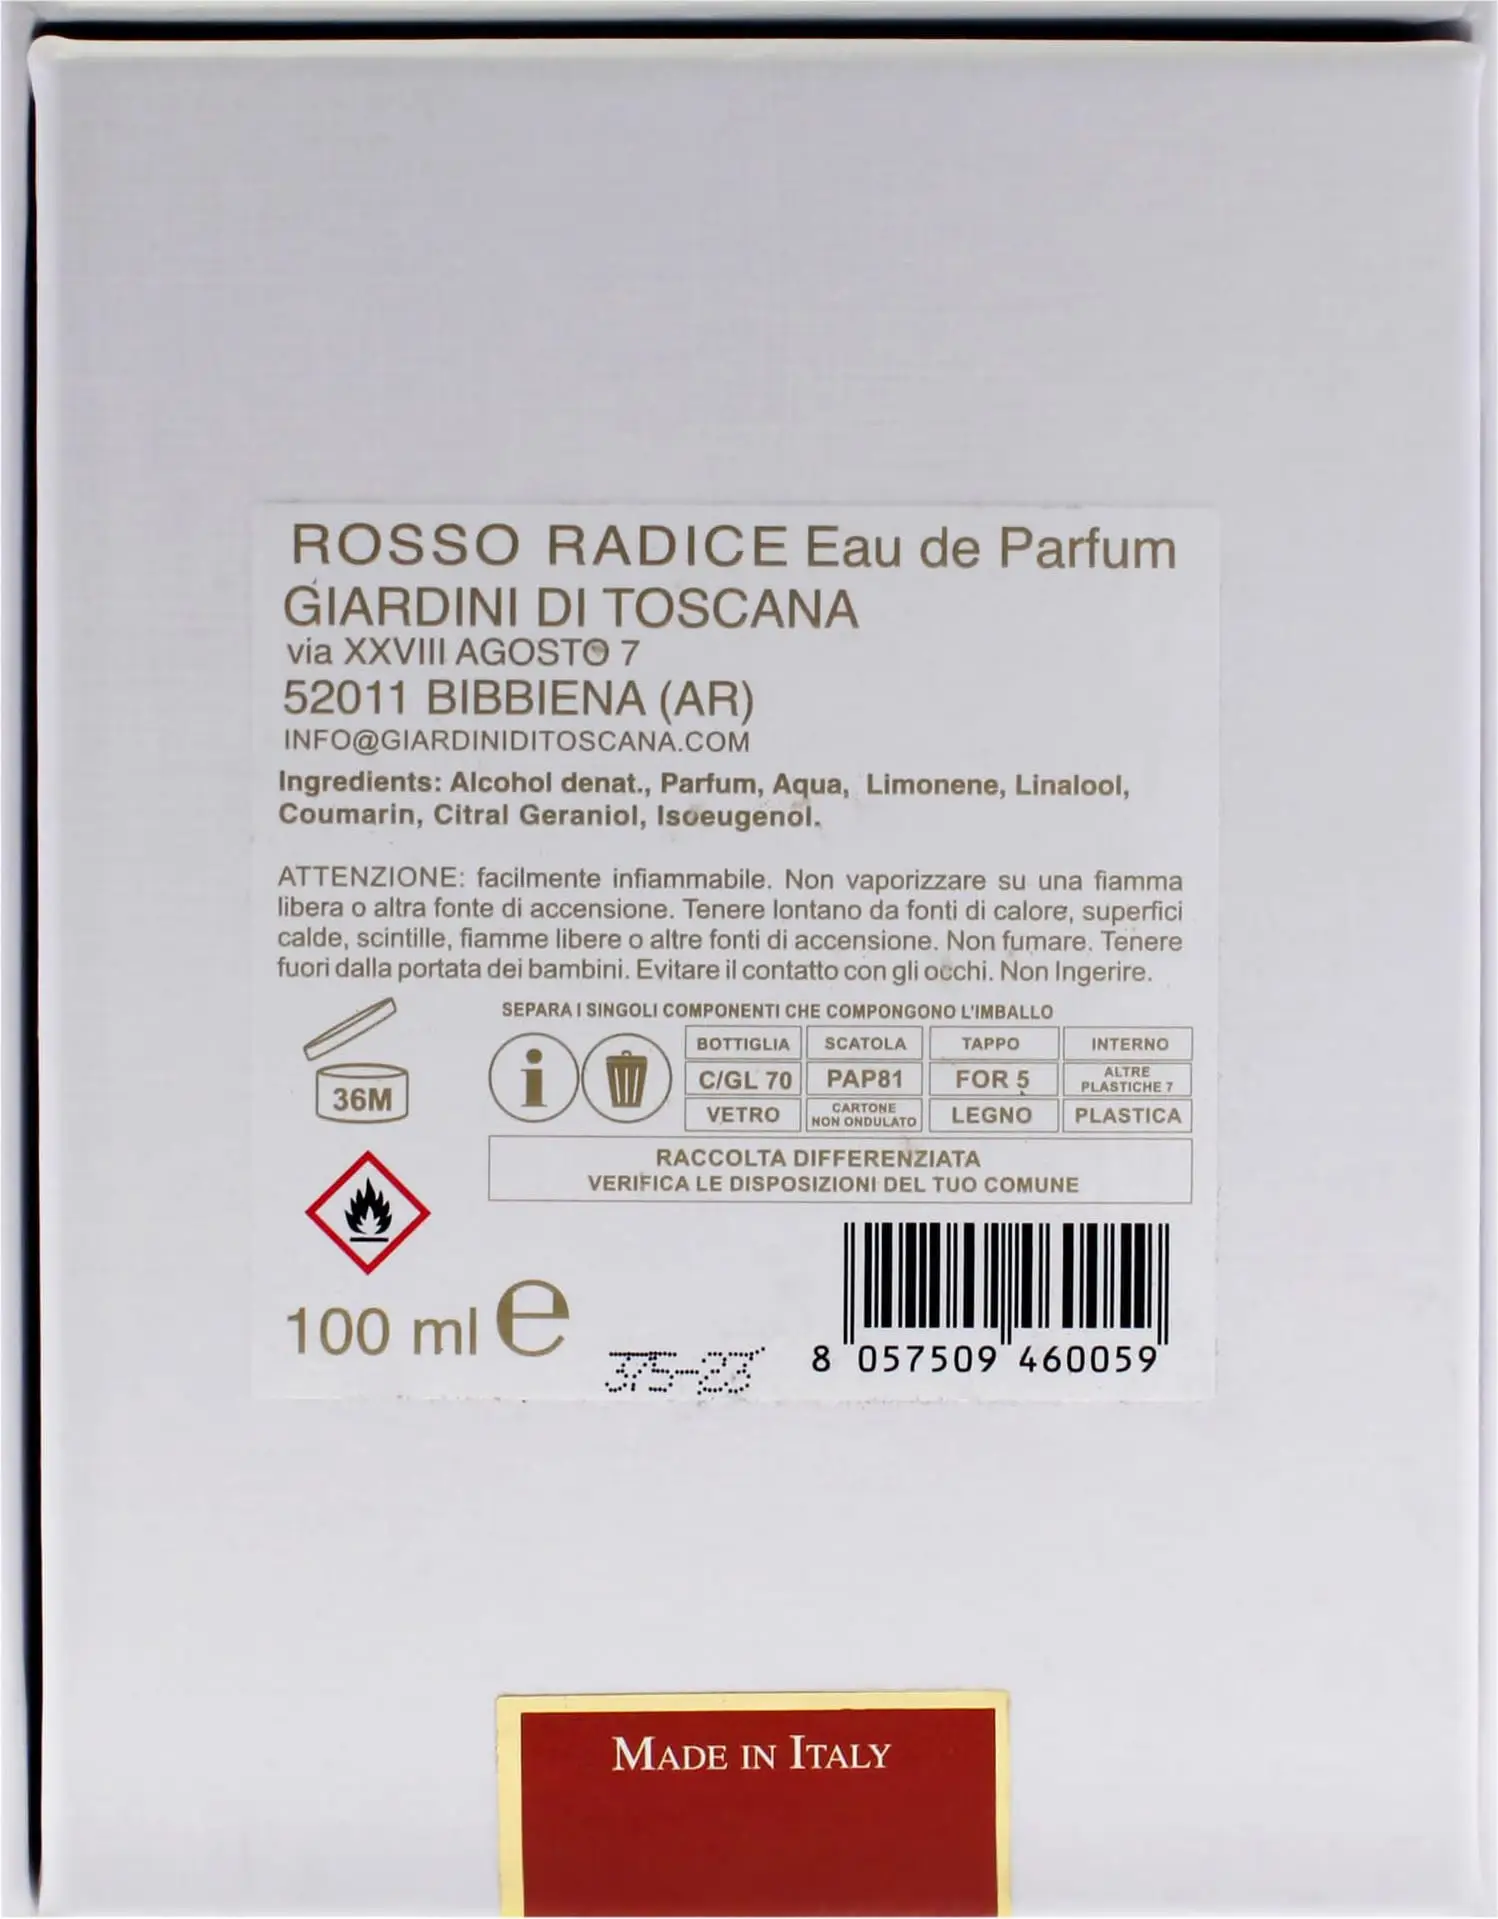 ROSSO RADICE Eau de Parfum
GIARDINI DI TOSCANA
via XXVIII AGOSTO 7
52011 BIBBIENA (AR)
INFO@GIARDINIDITOSCANA.COM
Ingredients: Alcohol denat., Parfum, Aqua, Limonene, Linalool,
Coumarin, Citral Geraniol, Isoeugenol.
ATTENZIONE: facilmente infiammabile. Non vaporizzare su una fiamma
libera o altra fonte di accensione. Tenere lontano da fonti di calore, superfici
calde, scintille, fiamme libere o altre fonti di accensione. Non fumare. Tenere
fuori dalla portata dei bambini. Evitare il contatto con gli occhi. Non Ingerire.
SEPARA I SINGOLI COMPONENTI CHE COMPONGONO L'IMBALLO
BOTTIGLIA SCATOLA TAPPO INTERNO
C/GL 70 PAP81 FOR 5 ALTRE
PLASTICHE 7
36M
VETRO CARTONE
NON ONDULATO LEGNO PLASTICA
RACCOLTA DIFFERENZIATA
VERIFICA LE DISPOSIZIONI DEL TUO COMUNE
100 ml e
375-23
8 057509 460059
MADE IN ITALY